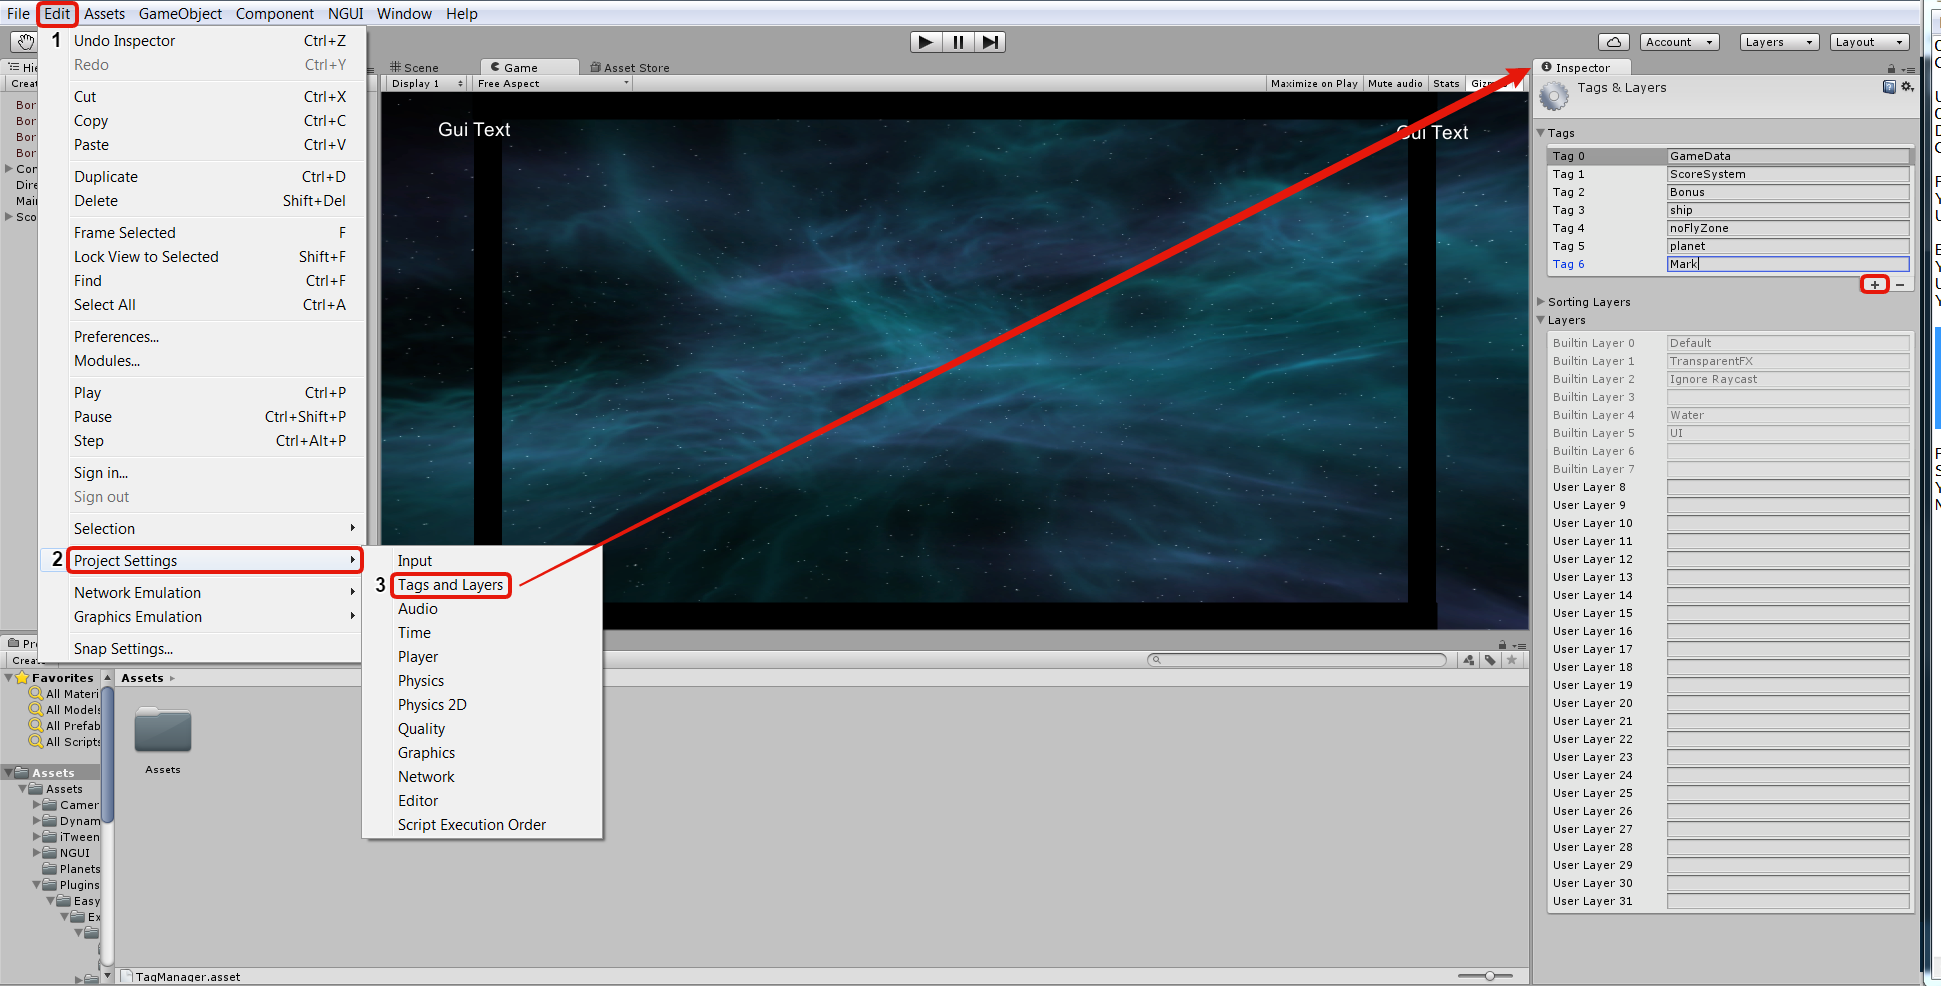 File Edit Assets GameObject Component NGUI Window Help
1 Undo Inspector Ctrl+Z
Redo Ctrl+Y
Cut Ctrl+X
Copy Ctrl+C
Paste Ctrl+V
Duplicate Ctrl+D
Delete Shift+Del
Frame Selected F
Lock View to Selected Shift+F
Find Ctrl+F
Select All Ctrl+A
Preferences...
Modules...
Play Ctrl+P
Pause Ctrl+Shift+P
Step Ctrl+Alt+P
Sign in...
Sign out
Selection
2 Project Settings
Network Emulation
Graphics Emulation
Snap Settings...
Input
3 Tags and Layers
Audio
Time
Player
Physics
Physics 2D
Quality
Graphics
Network
Editor
Script Execution Order
Account Layers Layout
Scene Game Asset Store
Display 1 Free Aspect Maximize on Play Mute audio Stats
Gui Text Gui Text
Inspector
Tags & Layers
Tags
Tag 0 GameData
Tag 1 ScoreSystem
Tag 2 Bonus
Tag 3 ship
Tag 4 noFlyZone
Tag 5 planet
Tag 6 Mark
+ −
Sorting Layers
Layers
Builtin Layer 0 Default
Builtin Layer 1 TransparentFX
Builtin Layer 2 Ignore Raycast
Builtin Layer 3
Builtin Layer 4 Water
Builtin Layer 5 UI
Builtin Layer 6
Builtin Layer 7
User Layer 8
User Layer 9
User Layer 10
User Layer 11
User Layer 12
User Layer 13
User Layer 14
User Layer 15
User Layer 16
User Layer 17
User Layer 18
User Layer 19
User Layer 20
User Layer 21
User Layer 22
User Layer 23
User Layer 24
User Layer 25
User Layer 26
User Layer 27
User Layer 28
User Layer 29
User Layer 30
User Layer 31
Favorites
All Materi
All Models
All Prefab
All Scripts
Assets
Assets
Camer
Dynam
iTween
NGUI
Planets
Plugins
Easy
Ex
Assets
Assets
TagManager.asset